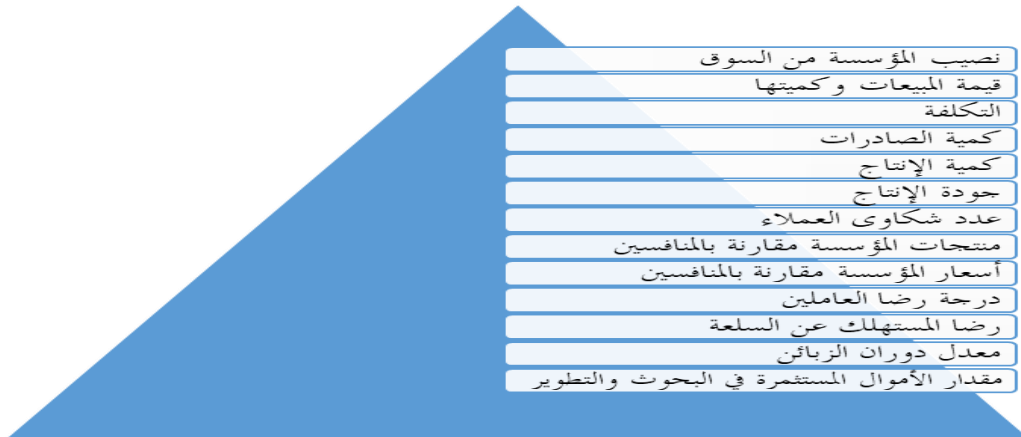 نصيب المؤسسة من السوق
قيمة المبيعات وكميتها
التكلفة
كمية الصادرات
كمية الإنتاج
جودة الإنتاج
عدد شكاوى العملاء
منتجات المؤسسة مقارنة بالمنافسين
أسعار المؤسسة مقارنة بالمنافسين
درجة رضا العاملين
رضا المستهلك عن السلعة
معدل دوران الزبائن
مقدار الأموال المستثمرة في البحوث والتطوير